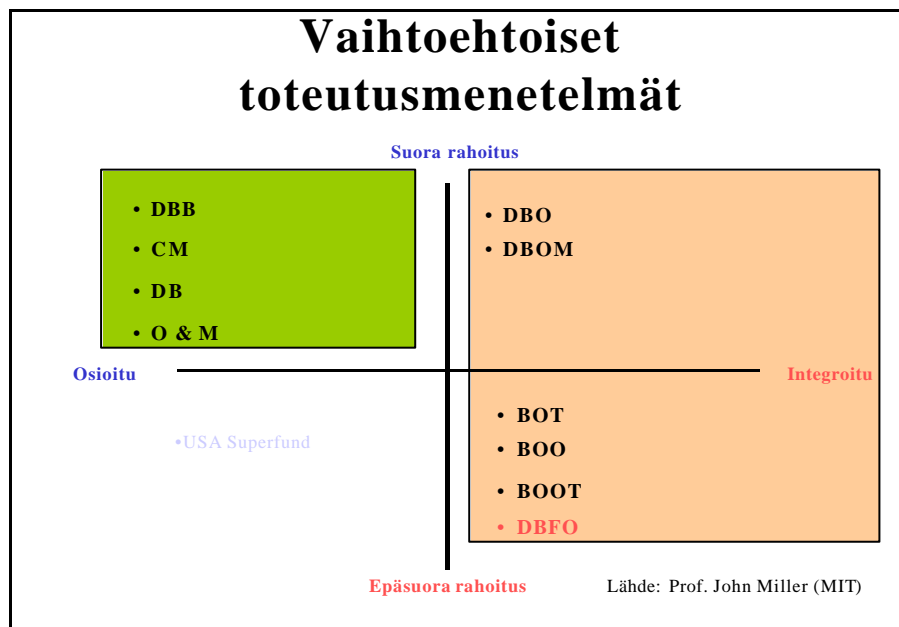 Vaihtoehtoiset
toteutusmenetelmät
Suora rahoitus
• DBB
• CM
• DB
• O & M
• DBO
• DBOM
Osioitu
Integroitu
•USA Superfund
• BOT
• BOO
• BOOT
• DBFO
Epäsuora rahoitus
Lähde: Prof. John Miller (MIT)